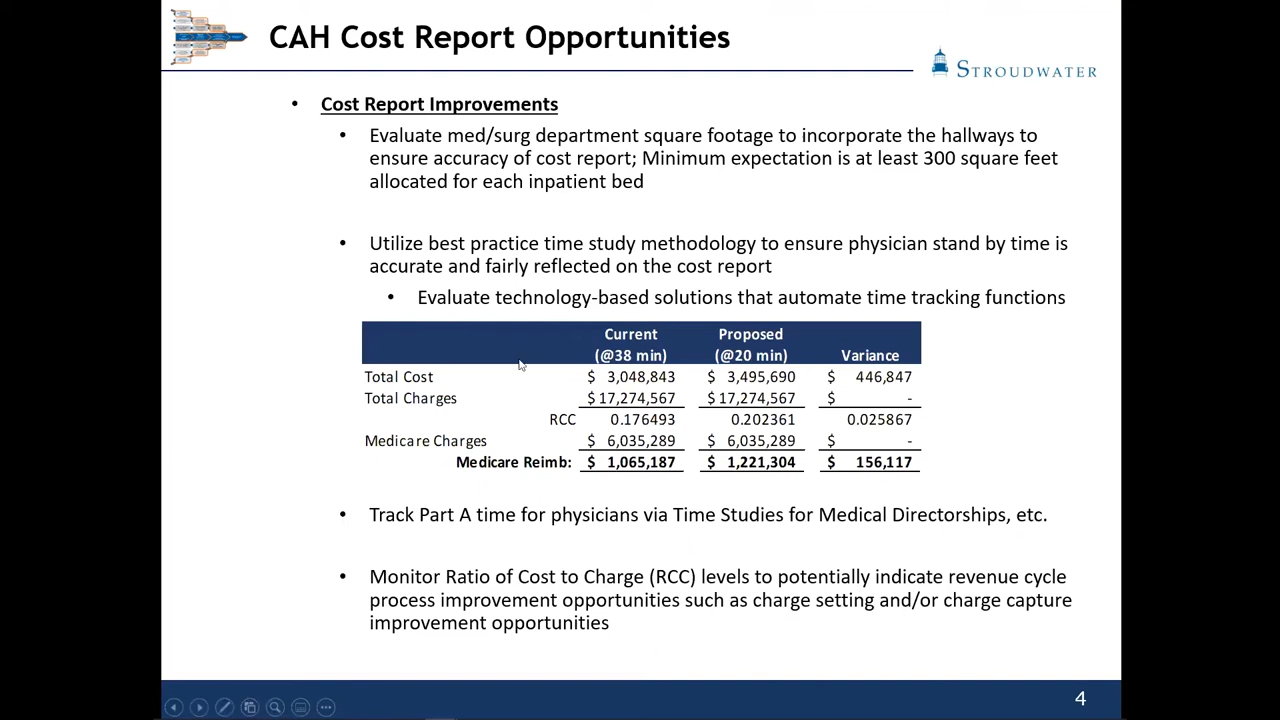 CAH Cost Report Opportunities
STROUDWATER
• Cost Report Improvements
• Evaluate med/surg department square footage to incorporate the hallways to
ensure accuracy of cost report; Minimum expectation is at least 300 square feet
allocated for each inpatient bed
• Utilize best practice time study methodology to ensure physician stand by time is
accurate and fairly reflected on the cost report
• Evaluate technology-based solutions that automate time tracking functions
Current Proposed
(@38 min) (@20 min) Variance
Total Cost $ 3,048,843 $ 3,495,690 $ 446,847
Total Charges $ 17,274,567 $ 17,274,567 $ -
RCC 0.176493 0.202361 0.025867
Medicare Charges $ 6,035,289 $ 6,035,289 $ -
Medicare Reimb: $ 1,065,187 $ 1,221,304 $ 156,117
• Track Part A time for physicians via Time Studies for Medical Directorships, etc.
• Monitor Ratio of Cost to Charge (RCC) levels to potentially indicate revenue cycle
process improvement opportunities such as charge setting and/or charge capture
improvement opportunities
4